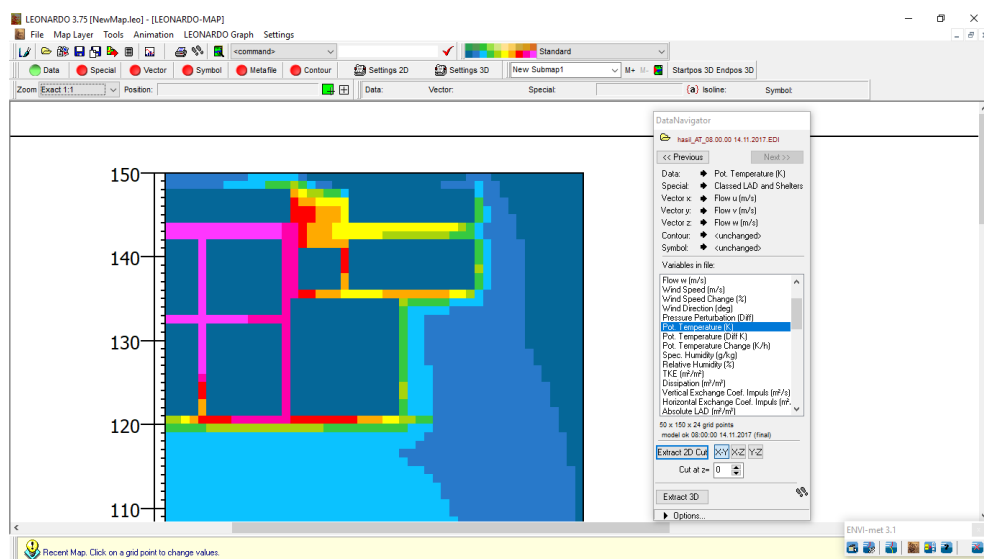 LEONARDO 3.75 [NewMap.leo] - [LEONARDO-MAP]
File Map Layer Tools Animation LEONARDO Graph Settings
<command> Standard
Data Special Vector Symbol Metafile Contour Settings 2D Settings 3D New Submap1 M+ M- Startpos 3D Endpos 3D
Zoom Exact 1:1 Position: Data: Vector: Special: (a) Isoline: Symbol:
150
140
130
120
110
DataNavigator
hasil_AT_08.00.00 14.11.2017.EDI
<< Previous Next >>
Data: Pot. Temperature (K)
Special: Classed LAD and Shelters
Vector x: Flow u (m/s)
Vector y: Flow v (m/s)
Vector z: Flow w (m/s)
Contour: <unchanged>
Symbol: <unchanged>
Variables in file:
Flow w (m/s)
Wind Speed (m/s)
Wind Speed Change (%)
Wind Direction (deg)
Pressure Perturbation (Diff)
Pot. Temperature (K)
Pot. Temperature (Diff K)
Pot. Temperature Change (K/h)
Spec. Humidity (g/kg)
Relative Humidity (%)
TKE (m²/m²)
Dissipation (m³/m³)
Vertical Exchange Coef. Impuls (m²/s)
Horizontal Exchange Coef. Impuls (m².
Absolute LAD (m²/m³)
50 x 150 x 24 grid points
model ok 08:00:00 14.11.2017 (final)
Extract 2D Cut X-Y X-Z Y-Z
Cut at z= 0
Extract 3D
Options...
ENVI-met 3.1
Recent Map. Click on a grid point to change values.